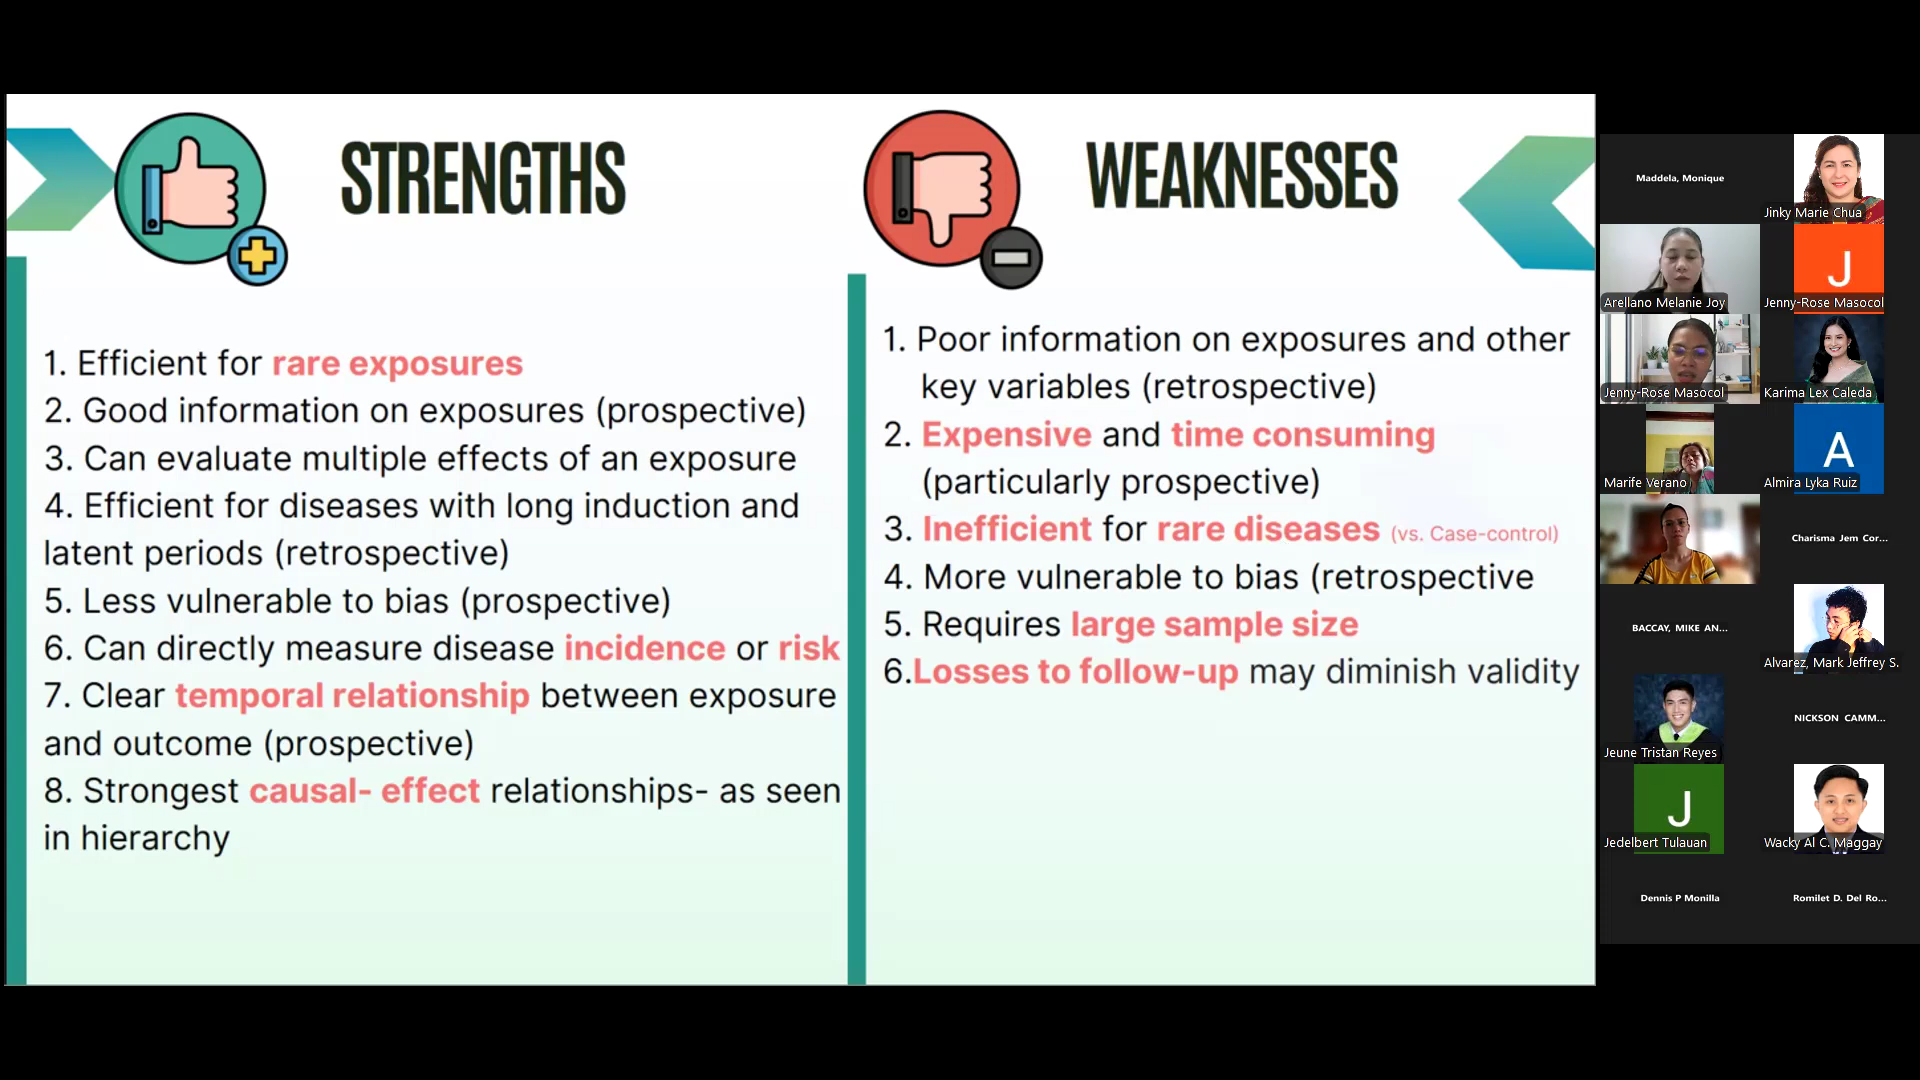 STRENGTHS
1. Efficient for rare exposures
2. Good information on exposures (prospective)
3. Can evaluate multiple effects of an exposure
4. Efficient for diseases with long induction and
latent periods (retrospective)
5. Less vulnerable to bias (prospective)
6. Can directly measure disease incidence or risk
7. Clear temporal relationship between exposure
and outcome (prospective)
8. Strongest causal- effect relationships- as seen
in hierarchy
WEAKNESSES
1. Poor information on exposures and other
key variables (retrospective)
2. Expensive and time consuming
(particularly prospective)
3. Inefficient for rare diseases (vs. Case-control)
4. More vulnerable to bias (retrospective
5. Requires large sample size
6.Losses to follow-up may diminish validity
Maddela, Monique
Jinky Marie Chua
Arellano Melanie Joy
J
Jenny-Rose Masocol
Jenny-Rose Masocol
Karima Lex Caleda
Marife Verano
A
Almira Lyka Ruiz
Charisma Jem Cor...
BACCAY, MIKE AN...
Alvarez, Mark Jeffrey S.
Jeune Tristan Reyes
NICKSON CAMM...
J
Jedelbert Tulauan
Wacky Al C. Maggay
Dennis P Monilla
Romilet D. Del Ro...